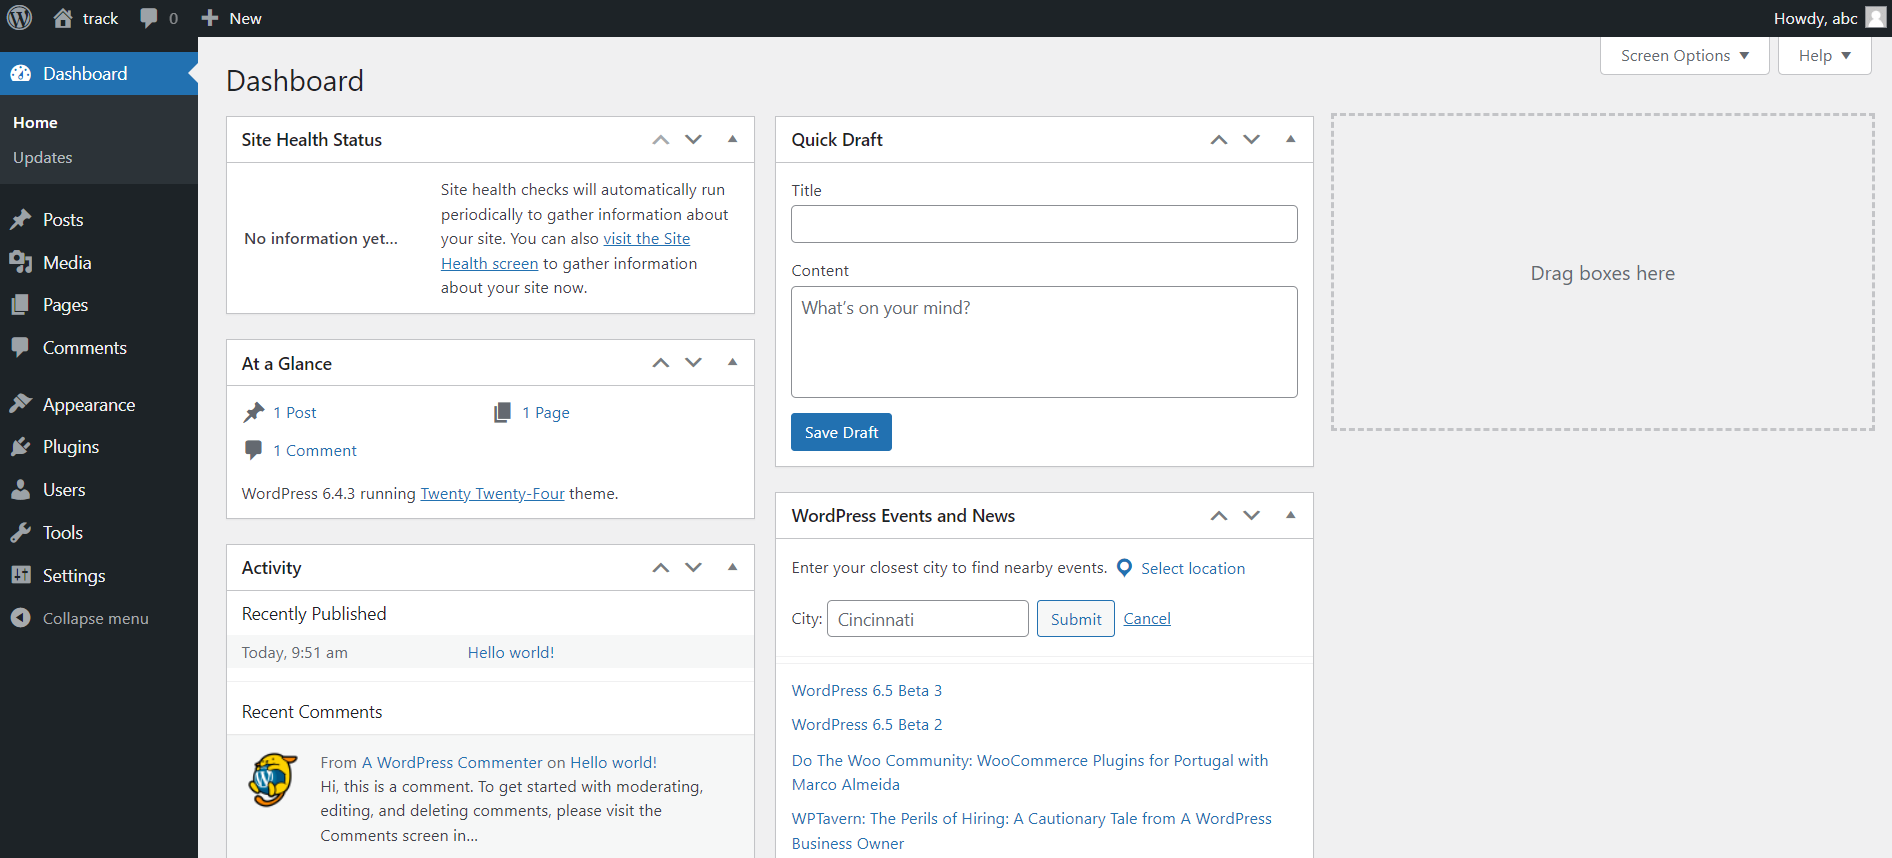 track
0
New
Howdy, abc
Screen Options
Help
Dashboard
Home
Updates
Posts
Media
Pages
Comments
Appearance
Plugins
Users
Tools
Settings
Collapse menu
Dashboard
Site Health Status
No information yet...
Site health checks will automatically run
periodically to gather information about
your site. You can also visit the Site
Health screen to gather information
about your site now.
At a Glance
1 Post
1 Page
1 Comment
WordPress 6.4.3 running Twenty Twenty-Four theme.
Activity
Recently Published
Today, 9:51 am
Hello world!
Recent Comments
From A WordPress Commenter on Hello world!
Hi, this is a comment. To get started with moderating,
editing, and deleting comments, please visit the
Comments screen in...
Quick Draft
Title
Content
What’s on your mind?
Save Draft
WordPress Events and News
Enter your closest city to find nearby events.
Select location
City:
Cincinnati
Submit
Cancel
WordPress 6.5 Beta 3
WordPress 6.5 Beta 2
Do The Woo Community: WooCommerce Plugins for Portugal with
Marco Almeida
WPTavern: The Perils of Hiring: A Cautionary Tale from A WordPress
Business Owner
Drag boxes here